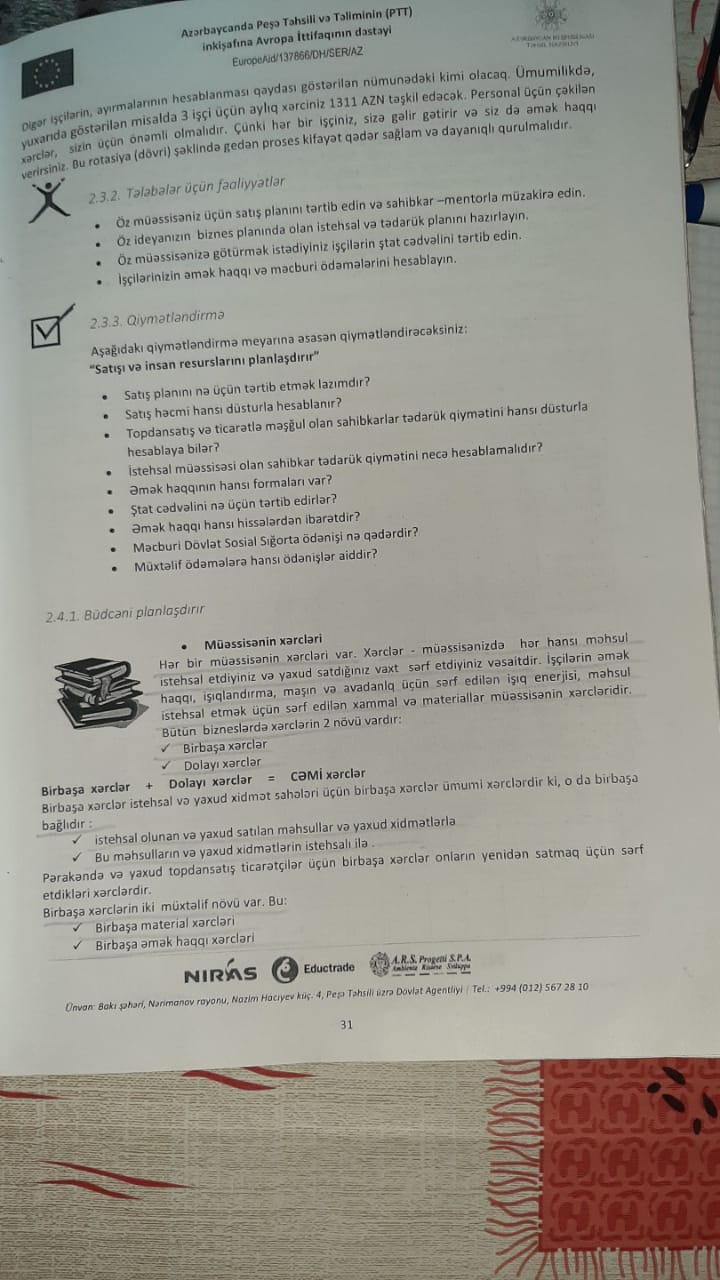 Azərbaycanda Peşə Təhsili və Təliminin (PTT)
inkişafına Avropa İttifaqının dəstəyi
EuropeAid/137866/DH/SER/AZ
AZƏRBAYCAN RESPUBLİKASI
TƏHSİL NAZİRLİYİ
Digər işçilərin, ayırmalarının hesablanması qaydası göstərilən nümunədəki kimi olacaq. Ümumilikdə,
yuxarıda göstərilən misalda 3 işçi üçün aylıq xərciniz 1311 AZN təşkil edəcək. Personal üçün çəkilən
xərclər, sizin üçün önəmli olmalıdır. Çünki hər bir işçiniz, sizə gəlir gətirir və siz də əmək haqqı
verirsiniz. Bu rotasiya (dövri) şəklində gedən proses kifayət qədər sağlam və dayanıqlı qurulmalıdır.
2.3.2. Tələbələr üçün fəaliyyətlər
• Öz müəssisəniz üçün satış planını tərtib edin və sahibkar –mentorla müzakirə edin.
• Öz ideyanızın biznes planında olan istehsal və tədarük planını hazırlayın.
• Öz müəssisənizə götürmək istədiyiniz işçilərin ştat cədvəlini tərtib edin.
• İşçilərinizin əmək haqqı və məcburi ödəmələrini hesablayın.
2.3.3. Qiymətləndirmə
Aşağıdakı qiymətləndirmə meyarına əsasən qiymətləndirəcəksiniz:
“Satışı və insan resurslarını planlaşdırır”
• Satış planını nə üçün tərtib etmək lazımdır?
• Satış həcmi hansı düsturla hesablanır?
• Topdansatış və ticarətlə məşğul olan sahibkarlar tədarük qiymətini hansı düsturla
hesablaya bilər?
• İstehsal müəssisəsi olan sahibkar tədarük qiymətini necə hesablamalıdır?
• Əmək haqqının hansı formaları var?
• Ştat cədvəlini nə üçün tərtib edirlər?
• Əmək haqqı hansı hissələrdən ibarətdir?
• Məcburi Dövlət Sosial Sığorta ödənişi nə qədərdir?
• Müxtəlif ödəmələrə hansı ödənişlər aiddir?
2.4.1. Büdcəni planlaşdırır
• Müəssisənin xərcləri
Hər bir müəssisənin xərcləri var. Xərclər - müəssisənizdə hər hansı məhsul
istehsal etdiyiniz və yaxud satdığınız vaxt sərf etdiyiniz vəsaitdir. İşçilərin əmək
haqqı, işıqlandırma, maşın və avadanlq üçün sərf edilən işıq enerjisi, məhsul
istehsal etmək üçün sərf edilən xammal və materiallar müəssisənin xərcləridir.
Bütün bizneslərdə xərclərin 2 növü vardır:
✓ Birbaşa xərclər
✓ Dolayı xərclər
Birbaşa xərclər + Dolayı xərclər = CƏMİ xərclər
Birbaşa xərclər istehsal və yaxud xidmət sahələri üçün birbaşa xərclər ümumi xərclərdir ki, o da birbaşa
bağlıdır :
✓ istehsal olunan və yaxud satılan məhsullar və yaxud xidmətlərlə
✓ Bu məhsulların və yaxud xidmətlərin istehsalı ilə .
Pərakəndə və yaxud topdansatış ticarətçilər üçün birbaşa xərclər onların yenidən satmaq üçün sərf
etdikləri xərclərdir.
Birbaşa xərclərin iki müxtəlif növü var. Bu:
✓ Birbaşa material xərcləri
✓ Birbaşa əmək haqqı xərcləri
NIRAS Eductrade A.R.S. Progetti S.P.A.
Ambiente Risorse Sviluppo
Ünvan: Bakı şəhəri, Nərimanov rayonu, Nazim Hacıyev küç. 4, Peşə Təhsili üzrə Dövlət Agentliyi | Tel.: +994 (012) 567 28 10
31